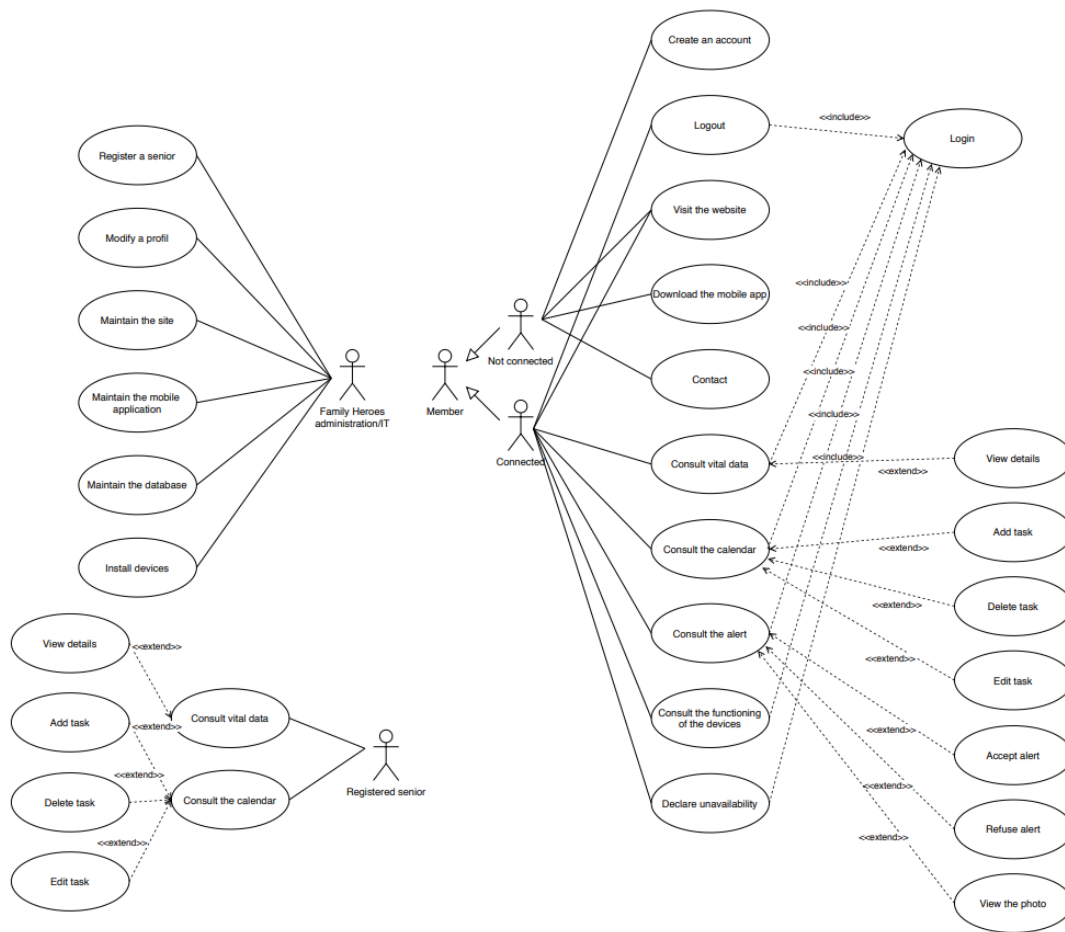 Create an account
Logout
<<include>>
Login
Register a senior
Visit the website
Modify a profil
<<include>>
Download the mobile app
Maintain the site
<<include>>
Not connected
Contact
<<include>>
Maintain the mobile
application
Family Heroes
administration/IT
Member
<<include>>
Connected
<<include>>
Consult vital data
<<extend>>
View details
Maintain the database
Add task
Consult the calendar
<<extend>>
Install devices
Delete task
<<extend>>
View details
<<extend>>
Consult the alert
<<extend>>
Edit task
Add task
<<extend>>
Consult vital data
Consult the functioning
of the devices
<<extend>>
Accept alert
<<extend>>
Registered senior
<<extend>>
Delete task
Consult the calendar
Declare unavailability
Refuse alert
<<extend>>
<<extend>>
Edit task
View the photo